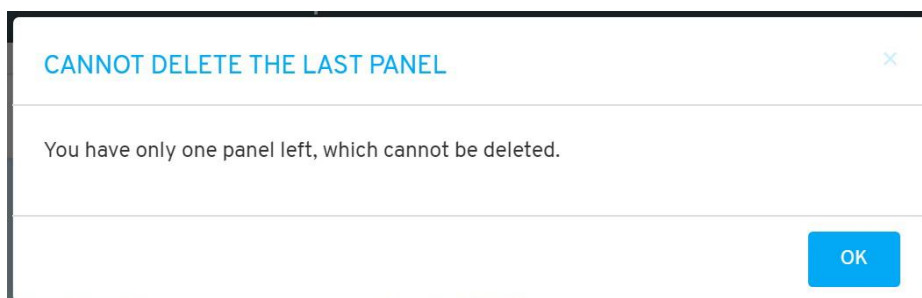 CANNOT DELETE THE LAST PANEL
×
You have only one panel left, which cannot be deleted.
OK